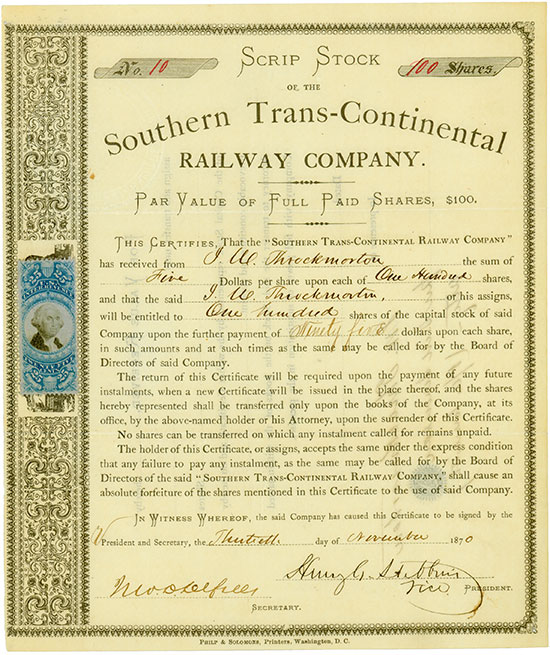 No. 10
SCRIP STOCK
100 Shares.
OF THE
Southern Trans-Continental
RAILWAY COMPANY.
PAR VALUE OF FULL PAID SHARES, $100.
THIS CERTIFIES, That the "SOUTHERN TRANS-CONTINENTAL RAILWAY COMPANY"
has received from J. W. Throckmorton the sum of
Five Dollars per share upon each of One Hundred shares,
and that the said J. W. Throckmorton, or his assigns,
will be entitled to One hundred shares of the capital stock of said
Company upon the further payment of Ninety five dollars upon each share,
in such amounts and at such times as the same may be called for by the Board of
Directors of said Company.
The return of this Certificate will be required upon the payment of any future
instalments, when a new Certificate will be issued in the place thereof, and the shares
hereby represented shall be transferred only upon the books of the Company, at its
office, by the above-named holder or his Attorney, upon the surrender of this Certificate.
No shares can be transferred on which any instalment called for remains unpaid.
The holder of this Certificate, or assigns, accepts the same under the express condition
that any failure to pay any instalment, as the same may be called for by the Board of
Directors of the said "SOUTHERN TRANS-CONTINENTAL RAILWAY COMPANY," shall cause an
absolute forfeiture of the shares mentioned in this Certificate to the use of said Company.
IN WITNESS WHEREOF, the said Company has caused this Certificate to be signed by the
V President and Secretary, the Thirtieth day of November 1870
Henry G. Stebbins
Vice PRESIDENT.
SECRETARY.
PHILP & SOLOMONS, Printers, Washington, D. C.